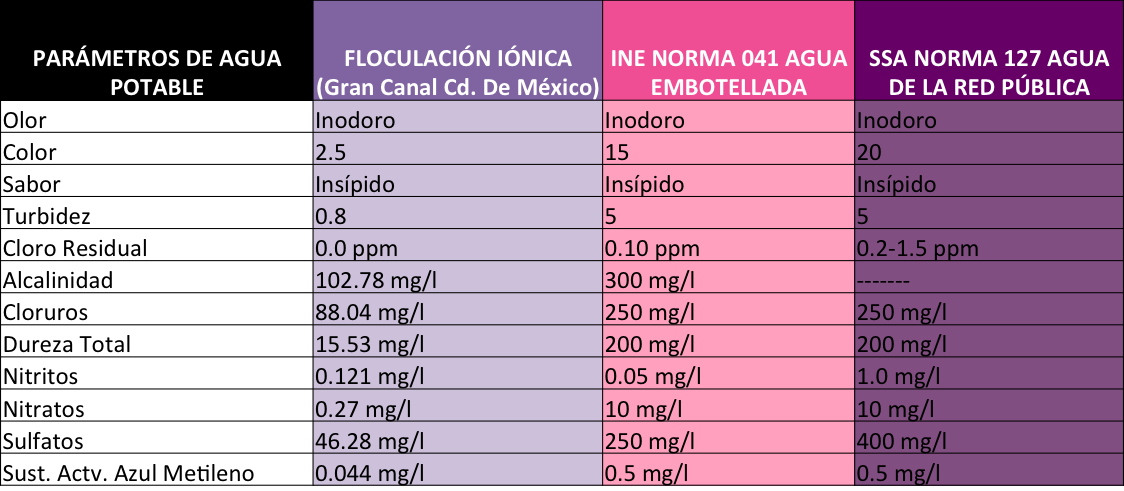 PARÁMETROS DE AGUA POTABLE FLOCULACIÓN IÓNICA (Gran Canal Cd. De México) INE NORMA 041 AGUA EMBOTELLADA SSA NORMA 127 AGUA DE LA RED PÚBLICA
Olor Inodoro Inodoro Inodoro
Color 2.5 15 20
Sabor Insípido Insípido Insípido
Turbidez 0.8 5 5
Cloro Residual 0.0 ppm 0.10 ppm 0.2-1.5 ppm
Alcalinidad 102.78 mg/l 300 mg/l -------
Cloruros 88.04 mg/l 250 mg/l 250 mg/l
Dureza Total 15.53 mg/l 200 mg/l 200 mg/l
Nitritos 0.121 mg/l 0.05 mg/l 1.0 mg/l
Nitratos 0.27 mg/l 10 mg/l 10 mg/l
Sulfatos 46.28 mg/l 250 mg/l 400 mg/l
Sust. Actv. Azul Metileno 0.044 mg/l 0.5 mg/l 0.5 mg/l